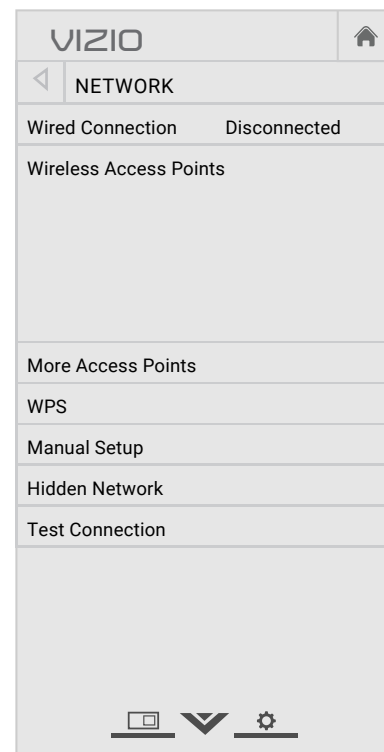 VIZIO
NETWORK
Wired Connection Disconnected
Wireless Access Points
More Access Points
WPS
Manual Setup
Hidden Network
Test Connection